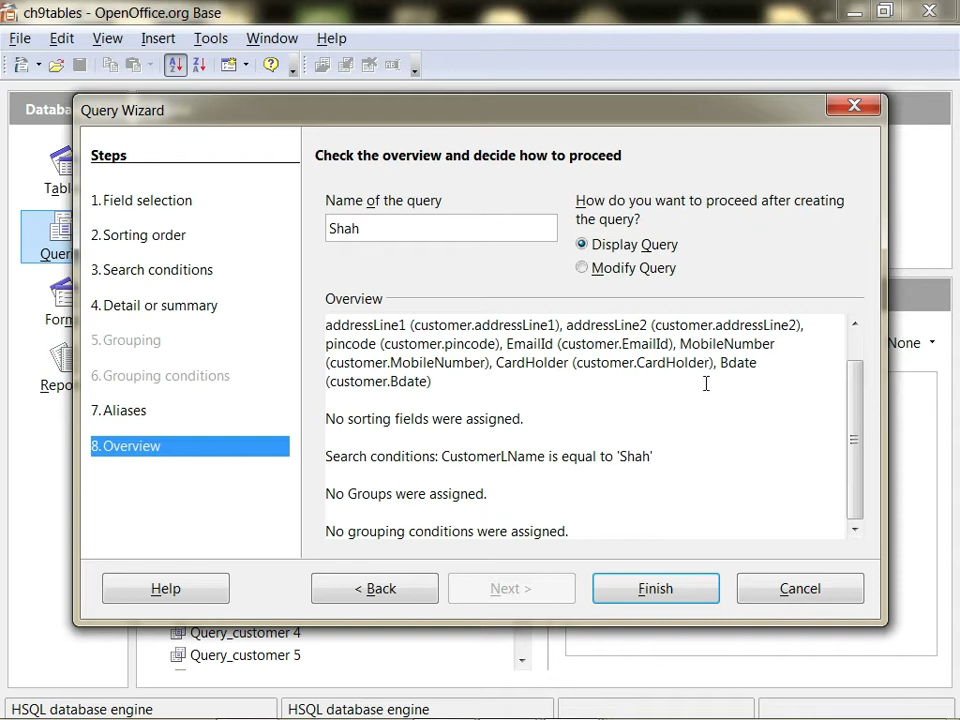 ch9tables - OpenOffice.org Base
File Edit View Insert Tools Window Help
Query Wizard
Steps
1. Field selection
2. Sorting order
3. Search conditions
4. Detail or summary
5. Grouping
6. Grouping conditions
7. Aliases
8. Overview
Check the overview and decide how to proceed
Name of the query
Shah
How do you want to proceed after creating
the query?
Display Query
Modify Query
Overview
addressLine1 (customer.addressLine1), addressLine2 (customer.addressLine2),
pincode (customer.pincode), EmailId (customer.EmailId), MobileNumber
(customer.MobileNumber), CardHolder (customer.CardHolder), Bdate
(customer.Bdate)
No sorting fields were assigned.
Search conditions: CustomerLName is equal to 'Shah'
No Groups were assigned.
No grouping conditions were assigned.
Help < Back Next > Finish Cancel
Databa
Tabl
Quer
Form
Repo
None
Query_customer 4
Query_customer 5
HSQL database engine HSQL database engine